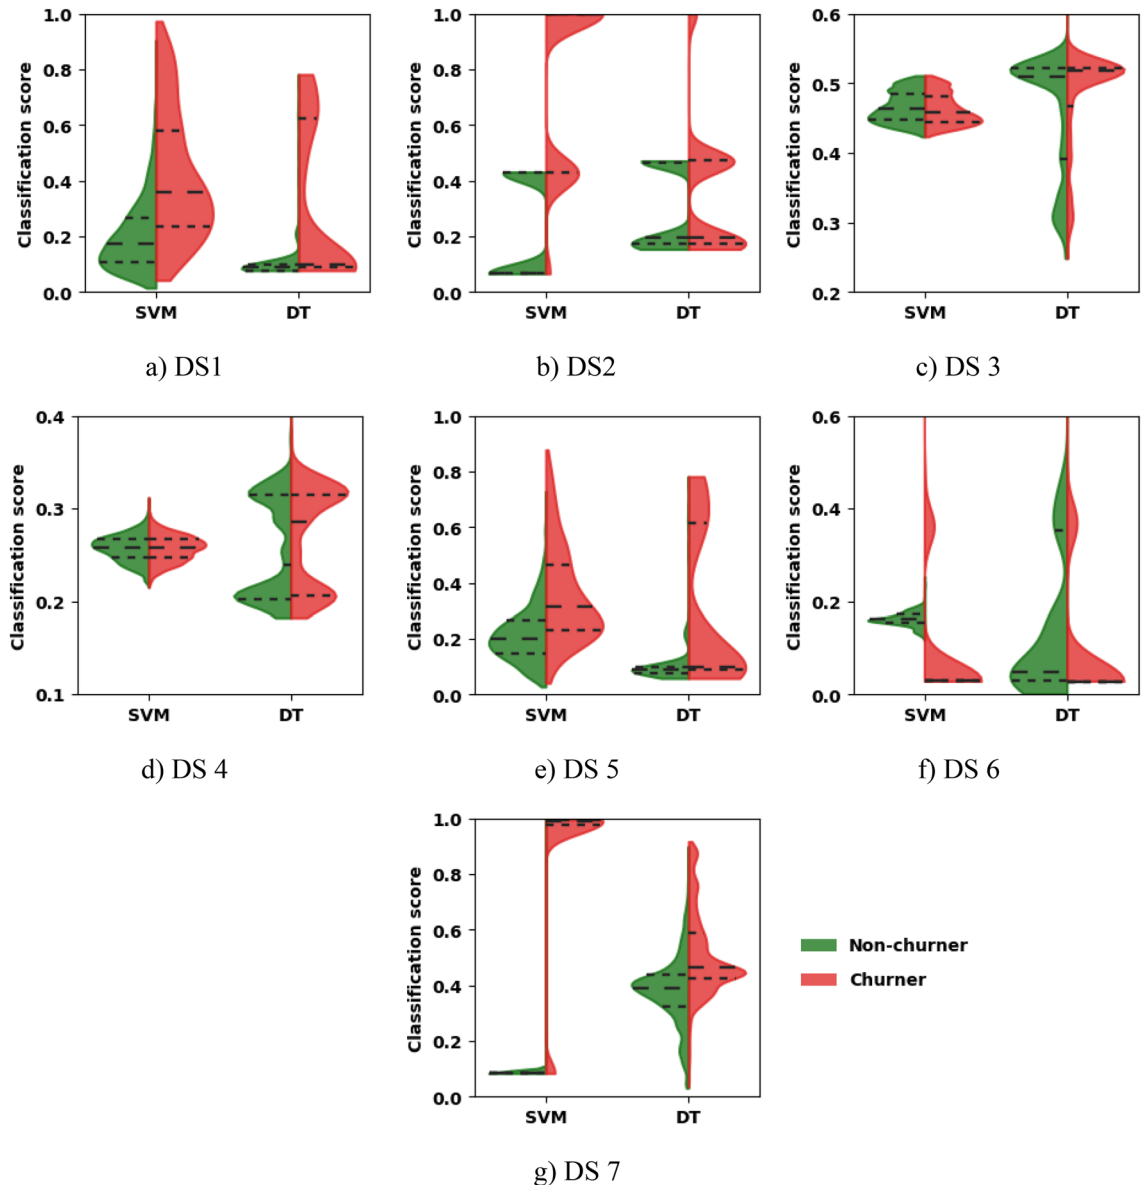 Classification score
1.0
0.8
0.6
0.4
0.2
0.0
SVM DT
a) DS1
Classification score
1.0
0.8
0.6
0.4
0.2
0.0
SVM DT
b) DS2
Classification score
0.6
0.5
0.4
0.3
0.2
SVM DT
c) DS 3
Classification score
0.4
0.3
0.2
0.1
SVM DT
d) DS 4
Classification score
1.0
0.8
0.6
0.4
0.2
0.0
SVM DT
e) DS 5
Classification score
0.6
0.4
0.2
0.0
SVM DT
f) DS 6
Classification score
1.0
0.8
0.6
0.4
0.2
0.0
SVM DT
g) DS 7
Non-churner
Churner